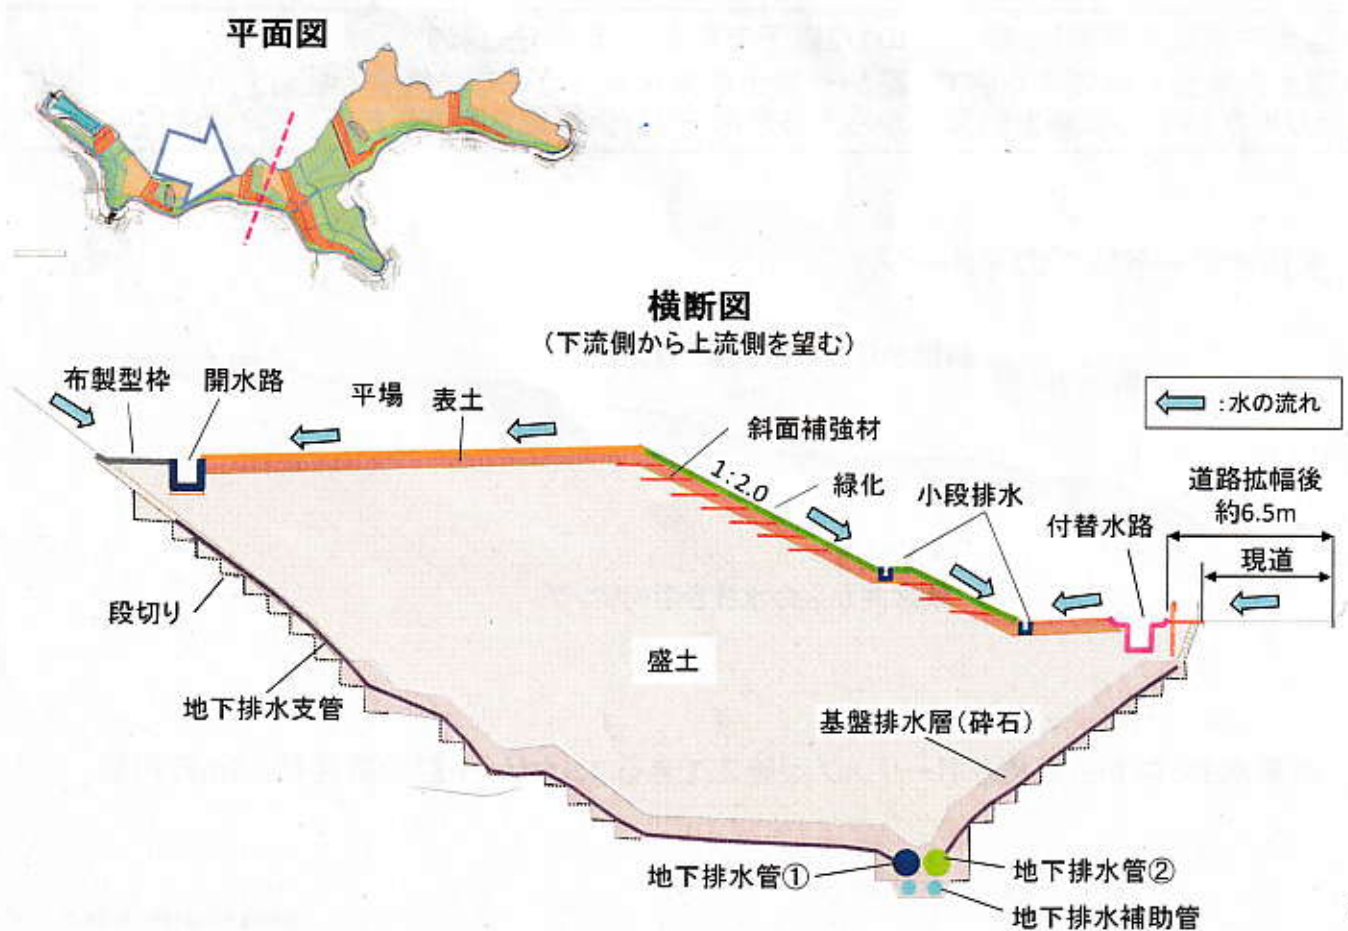 平面図
横断図
(下流側から上流側を望む)
布製型枠
開水路
平場
表土
斜面補強材
1:2.0
緑化
小段排水
付替水路
:水の流れ
道路拡幅後
約6.5m
現道
段切り
地下排水支管
盛土
基盤排水層(砕石)
地下排水管①
地下排水管②
地下排水補助管